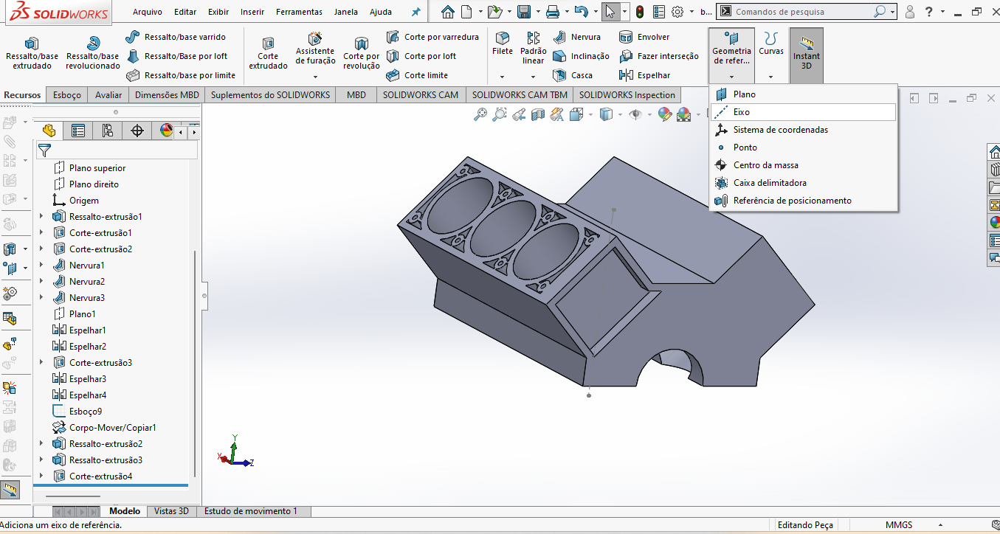 SOLIDWORKS
Arquivo Editar Exibir Inserir Ferramentas Janela Ajuda
b...
Comandos de pesquisa
?
Ressalto/base extrudado
Ressalto/base revolucionado
Ressalto/base varrido
Ressalto/Base por loft
Ressalto/base por limite
Corte extrudado
Assistente de furação
Corte por revolução
Corte por varredura
Corte por loft
Corte limite
Filete
Padrão linear
Nervura
Inclinação
Casca
Envolver
Fazer interseção
Espelhar
Geometria de refer...
Curvas
Instant 3D
Recursos Esboço Avaliar Dimensões MBD Suplementos do SOLIDWORKS MBD SOLIDWORKS CAM SOLIDWORKS CAM TBM SOLIDWORKS Inspection
Plano
Eixo
Sistema de coordenadas
Ponto
Centro da massa
Caixa delimitadora
Referência de posicionamento
Plano superior
Plano direito
Origem
Ressalto-extrusão1
Corte-extrusão1
Corte-extrusão2
Nervura1
Nervura2
Nervura3
Plano1
Espelhar1
Espelhar2
Corte-extrusão3
Espelhar3
Espelhar4
Esboço9
Corpo-Mover/Copiar1
Ressalto-extrusão2
Ressalto-extrusão3
Corte-extrusão4
Y
X
Z
Modelo Vistas 3D Estudo de movimento 1
Adiciona um eixo de referência.
Editando Peça
MMGS